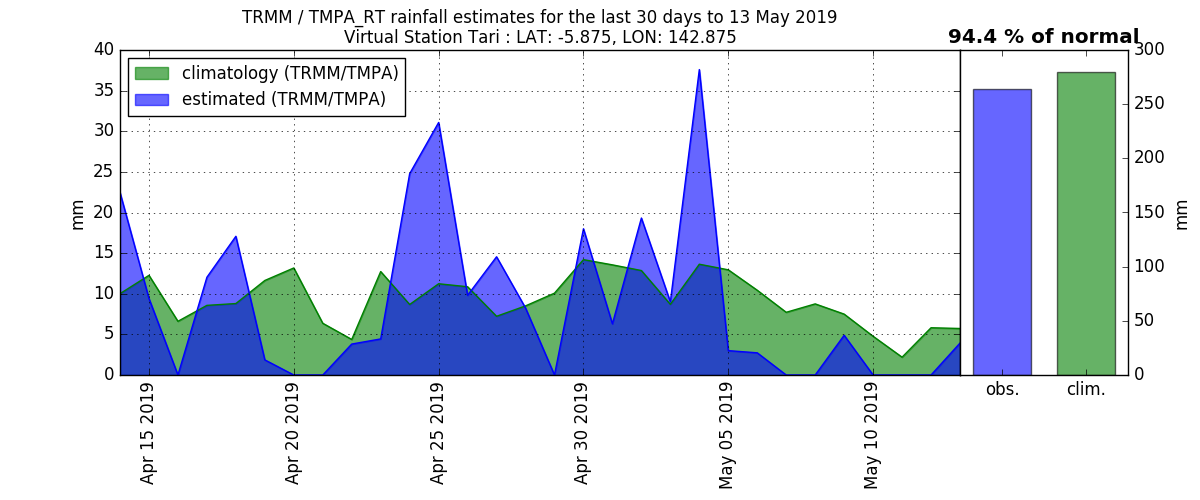 TRMM / TMPA_RT rainfall estimates for the last 30 days to 13 May 2019
Virtual Station Tari : LAT: -5.875, LON: 142.875
94.4 % of normal
climatology (TRMM/TMPA)
estimated (TRMM/TMPA)
mm
40
35
30
25
20
15
10
5
0
Apr 15 2019
Apr 20 2019
Apr 25 2019
Apr 30 2019
May 05 2019
May 10 2019
obs.
clim.
300
250
200
150
100
50
0
mm